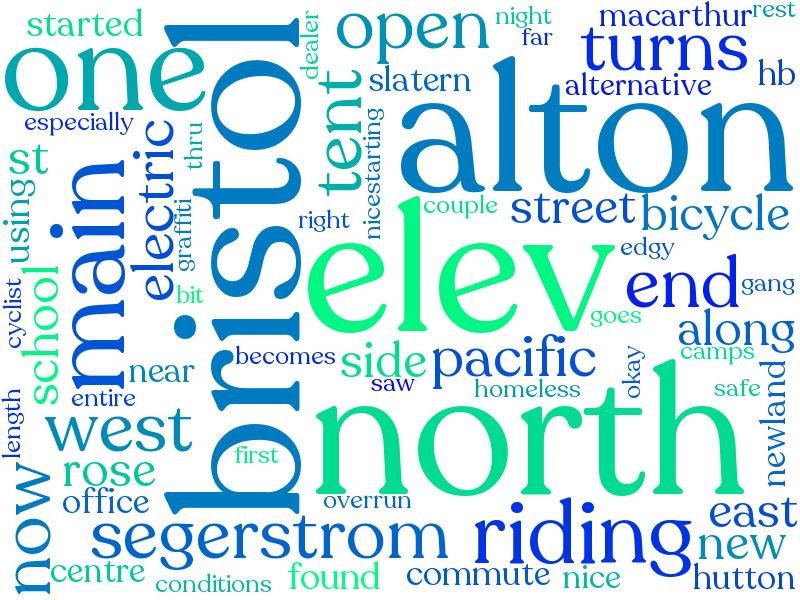 started
one
especially
st
using
main
electric
thru
graffiti
bit
cyclist
school
near
entire
length
west
rose
office
now
segerstrom
centre
conditions
bristol
dealer
tent
nicestarting
right
becomes
first
found
overrun
open
night
far
slatern
macarthur
rest
turns
alternative
hb
alton
couple
street
bicycle
elev
edgy
end
gang
goes
along
side
pacific
saw
homeless
okay
camps
safe
newland
north
riding
east
new
commute
nice
hutton